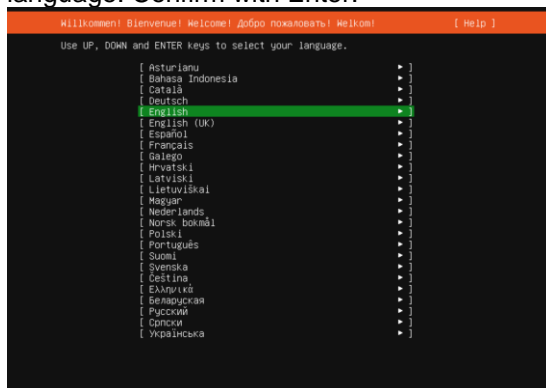 language. Confirm with Enter.
Willkommen! Bienvenue! Welcome! Добро пожаловать! Welkom! [ Help ]
Use UP, DOWN and ENTER keys to select your language.
[ Asturianu ► ]
[ Bahasa Indonesia ► ]
[ Català ► ]
[ Deutsch ► ]
[ English ► ]
[ English (UK) ► ]
[ Español ► ]
[ Français ► ]
[ Galego ► ]
[ Hrvatski ► ]
[ Latviski ► ]
[ Lietuviškai ► ]
[ Magyar ► ]
[ Nederlands ► ]
[ Norsk bokmål ► ]
[ Polski ► ]
[ Português ► ]
[ Suomi ► ]
[ Svenska ► ]
[ Čeština ► ]
[ Ελληνικά ► ]
[ Беларуская ► ]
[ Русский ► ]
[ Српски ► ]
[ Українська ► ]